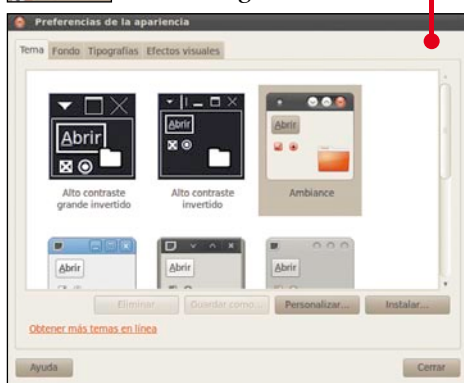 Preferencias de la apariencia
Tema Fondo Tipografías Efectos visuales
Abrir Abrir Abrir
Alto contraste grande invertido
Alto contraste invertido
Ambiance
Abrir Abrir Abrir
Eliminar Guardar como... Personalizar... Instalar...
Obtener más temas en línea
Ayuda Cerrar